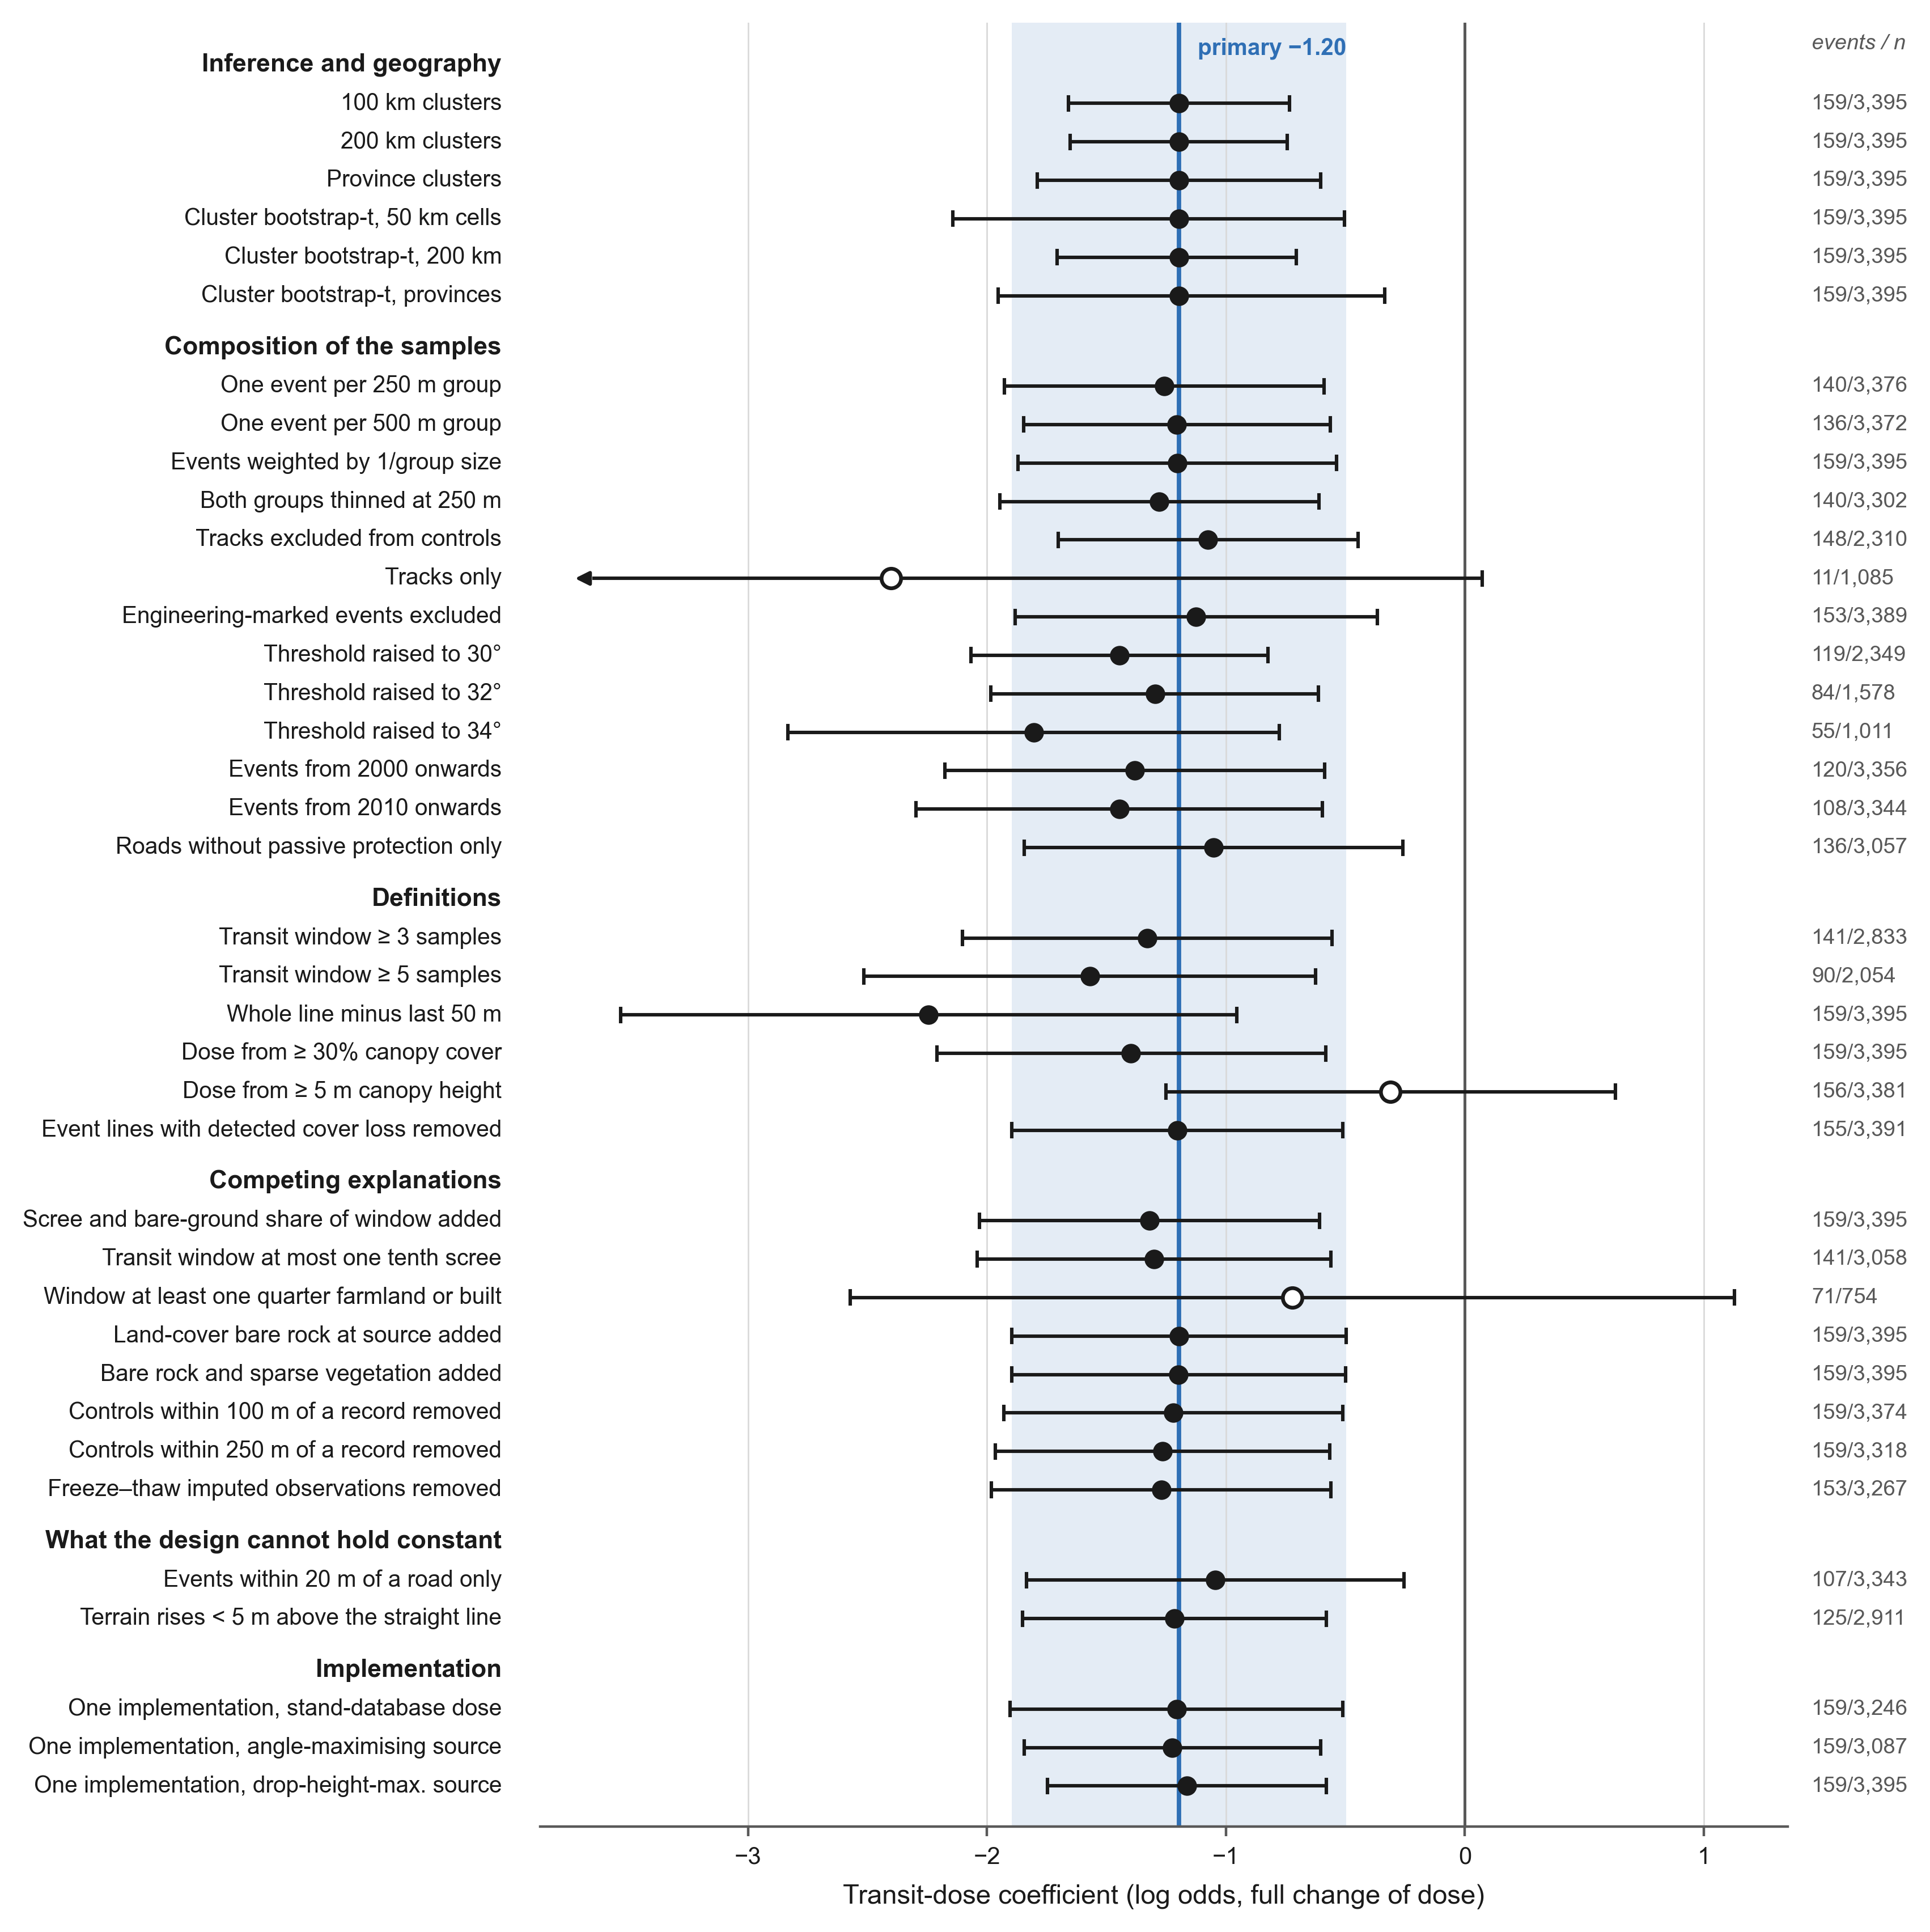 primary −1.20
events / n
Inference and geography
100 km clusters 159/3,395
200 km clusters 159/3,395
Province clusters 159/3,395
Cluster bootstrap-t, 50 km cells 159/3,395
Cluster bootstrap-t, 200 km 159/3,395
Cluster bootstrap-t, provinces 159/3,395
Composition of the samples
One event per 250 m group 140/3,376
One event per 500 m group 136/3,372
Events weighted by 1/group size 159/3,395
Both groups thinned at 250 m 140/3,302
Tracks excluded from controls 148/2,310
Tracks only 11/1,085
Engineering-marked events excluded 153/3,389
Threshold raised to 30° 119/2,349
Threshold raised to 32° 84/1,578
Threshold raised to 34° 55/1,011
Events from 2000 onwards 120/3,356
Events from 2010 onwards 108/3,344
Roads without passive protection only 136/3,057
Definitions
Transit window ≥ 3 samples 141/2,833
Transit window ≥ 5 samples 90/2,054
Whole line minus last 50 m 159/3,395
Dose from ≥ 30% canopy cover 159/3,395
Dose from ≥ 5 m canopy height 156/3,381
Event lines with detected cover loss removed 155/3,391
Competing explanations
Scree and bare-ground share of window added 159/3,395
Transit window at most one tenth scree 141/3,058
Window at least one quarter farmland or built 71/754
Land-cover bare rock at source added 159/3,395
Bare rock and sparse vegetation added 159/3,395
Controls within 100 m of a record removed 159/3,374
Controls within 250 m of a record removed 159/3,318
Freeze–thaw imputed observations removed 153/3,267
What the design cannot hold constant
Events within 20 m of a road only 107/3,343
Terrain rises < 5 m above the straight line 125/2,911
Implementation
One implementation, stand-database dose 159/3,246
One implementation, angle-maximising source 159/3,087
One implementation, drop-height-max. source 159/3,395
−3 −2 −1 0 1
Transit-dose coefficient (log odds, full change of dose)